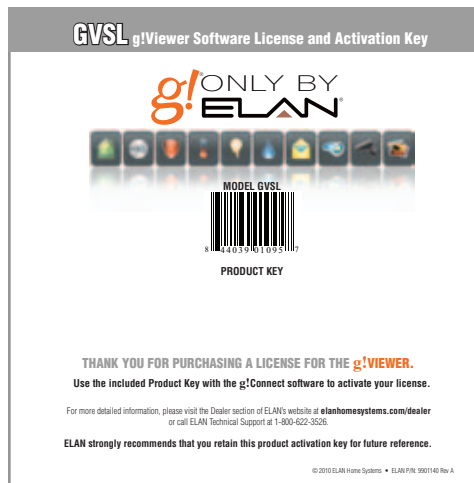 GVSL g!Viewer Software License and Activation Key
g! ONLY BY
ELAN®
MODEL GVSL
8 44039 01095 7
PRODUCT KEY
THANK YOU FOR PURCHASING A LICENSE FOR THE g!VIEWER.
Use the included Product Key with the g!Connect software to activate your license.
For more detailed information, please visit the Dealer section of ELAN's website at elanhomesystems.com/dealer
or call ELAN Technical Support at 1-800-622-3526.
ELAN strongly recommends that you retain this product activation key for future reference.
© 2010 ELAN Home Systems • ELAN P/N: 9901140 Rev A